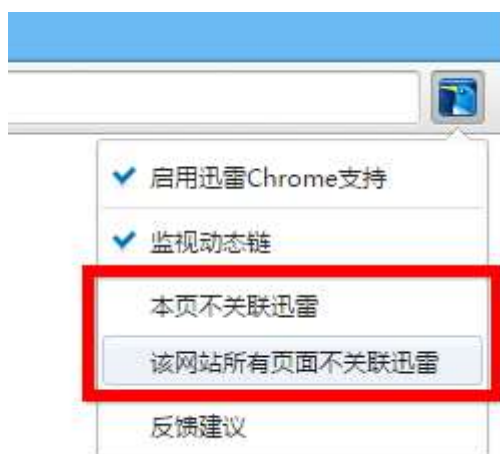 启用迅雷Chrome支持
监视动态链
本页不关联迅雷
该网站所有页面不关联迅雷
反馈建议